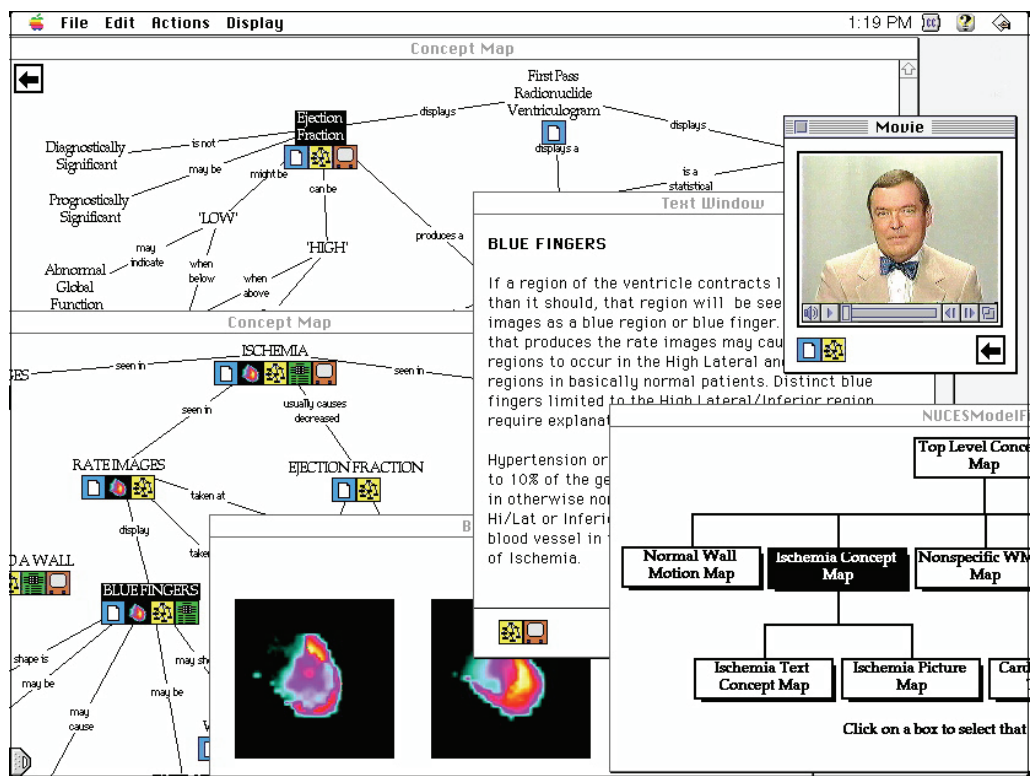 File Edit Actions Display
1:19 PM
Concept Map
First Pass
Radionuclide
Ventriculogram
Ejection
Fraction
displays
displays
displays a
is a
statistical
Diagnostically
Significant
is not
may be
might be
can be
Prognostically
Significant
'LOW'
'HIGH'
produces a
may
indicate
when
below
when
above
Abnormal
Global
Function
Movie
Text Window
BLUE FINGERS
If a region of the ventricle contracts
than it should, that region will be see
images as a blue region or blue finger.
that produces the rate images may cau
regions to occur in the High Lateral and
regions in basically normal patients. Distinct blue
fingers limited to the High Lateral/Inferior region
require explanat
Hypertension or
to 10% of the ge
in otherwise no
Hi/Lat or Inferi
blood vessel in
of Ischemia.
Concept Map
ISCHEMIA
seen in
seen in
seen in
usually causes
decreased
RATE IMAGES
EJECTION FRACTION
taken at
display
take
D A WALL
BLUE FINGERS
shape is
may be
may
cause
may be
may sh
B
NUCESModelFi
Top Level Conce
Map
Normal Wall
Motion Map
Ischemia Concept
Map
Nonspecific WM
Map
Ischemia Text
Concept Map
Ischemia Picture
Map
Card
Click on a box to select that